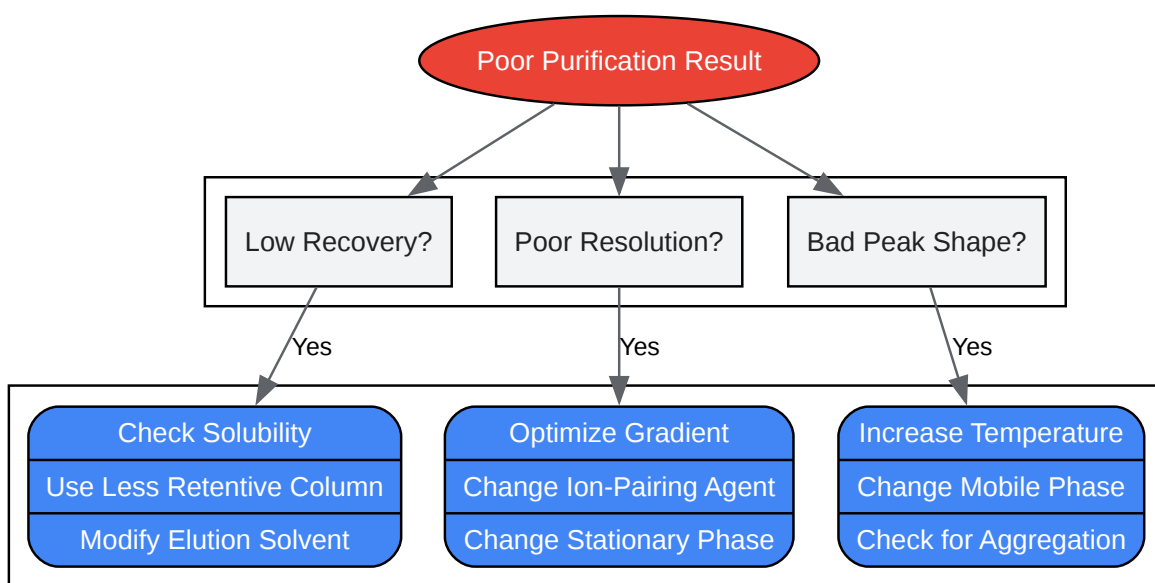 Poor Purification Result
Low Recovery?
Poor Resolution?
Bad Peak Shape?
Yes
Yes
Yes
Check Solubility
Use Less Retentive Column
Modify Elution Solvent
Optimize Gradient
Change Ion-Pairing Agent
Change Stationary Phase
Increase Temperature
Change Mobile Phase
Check for Aggregation